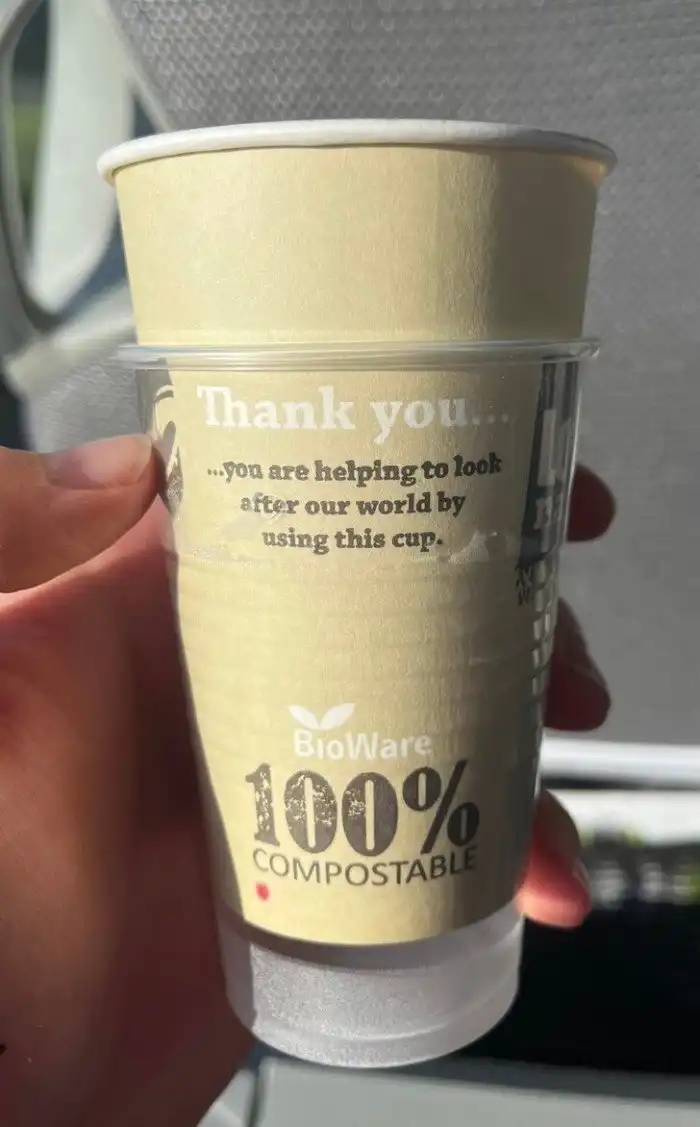 Thank you...
...you are helping to look
after our world by
using this cup.
BioWare
100%
COMPOSTABLE